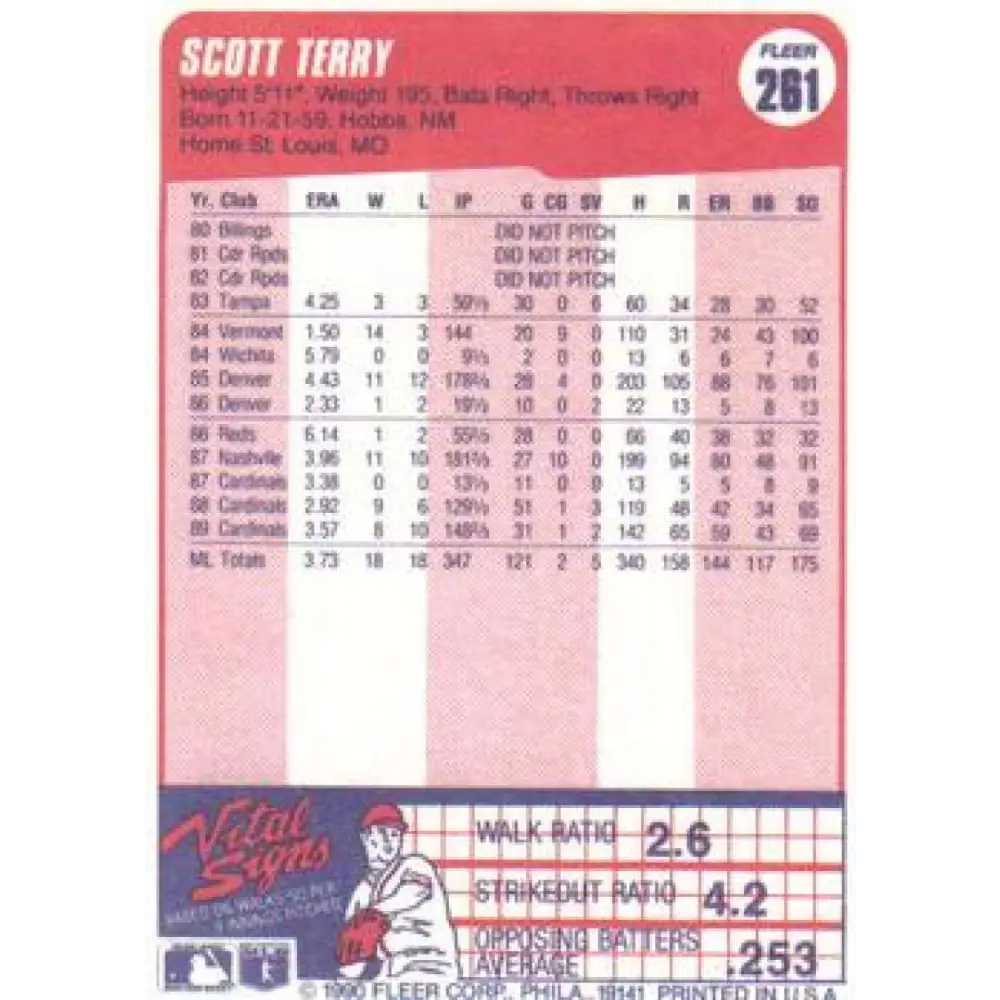 SCOTT TERRY
FLEER
261
Height 5'11", Weight 195, Bats Right, Throws Right
Born 11-21-59, Hobbs, NM
Home St. Louis, MO
Yr. Club ERA W L IP G CG SV H R ER BB SO
80 Billings DID NOT PITCH
81 Cdr Rpds DID NOT PITCH
82 Cdr Rpds DID NOT PITCH
83 Tampa 4.25 3 3 59⅓ 30 0 6 60 34 28 30 52
84 Vermont 1.50 14 3 144 20 9 0 110 31 24 43 100
84 Wichita 5.79 0 0 9⅓ 2 0 0 13 6 6 7 6
85 Denver 4.43 11 12 178⅔ 28 4 0 203 105 88 76 101
86 Denver 2.33 1 2 19⅓ 10 0 2 22 13 5 8 13
86 Reds 6.14 1 2 55⅔ 28 0 0 66 40 38 32 32
87 Nashville 3.96 11 10 181⅔ 27 10 0 199 94 80 48 91
87 Cardinals 3.38 0 0 13⅓ 11 0 0 13 5 5 8 9
88 Cardinals 2.92 9 6 129⅓ 51 1 3 119 48 42 34 65
89 Cardinals 3.57 8 10 148⅔ 31 1 2 142 65 59 43 69
ML Totals 3.73 18 18 347 121 2 5 340 158 144 117 175
Vital
Signs
BASED ON WALKS/SO PER
9 INNINGS PITCHED
WALK RATIO 2.6
STRIKEOUT RATIO 4.2
OPPOSING BATTERS
AVERAGE .253
© 1990 FLEER CORP., PHILA., 19141 PRINTED IN U.S.A.